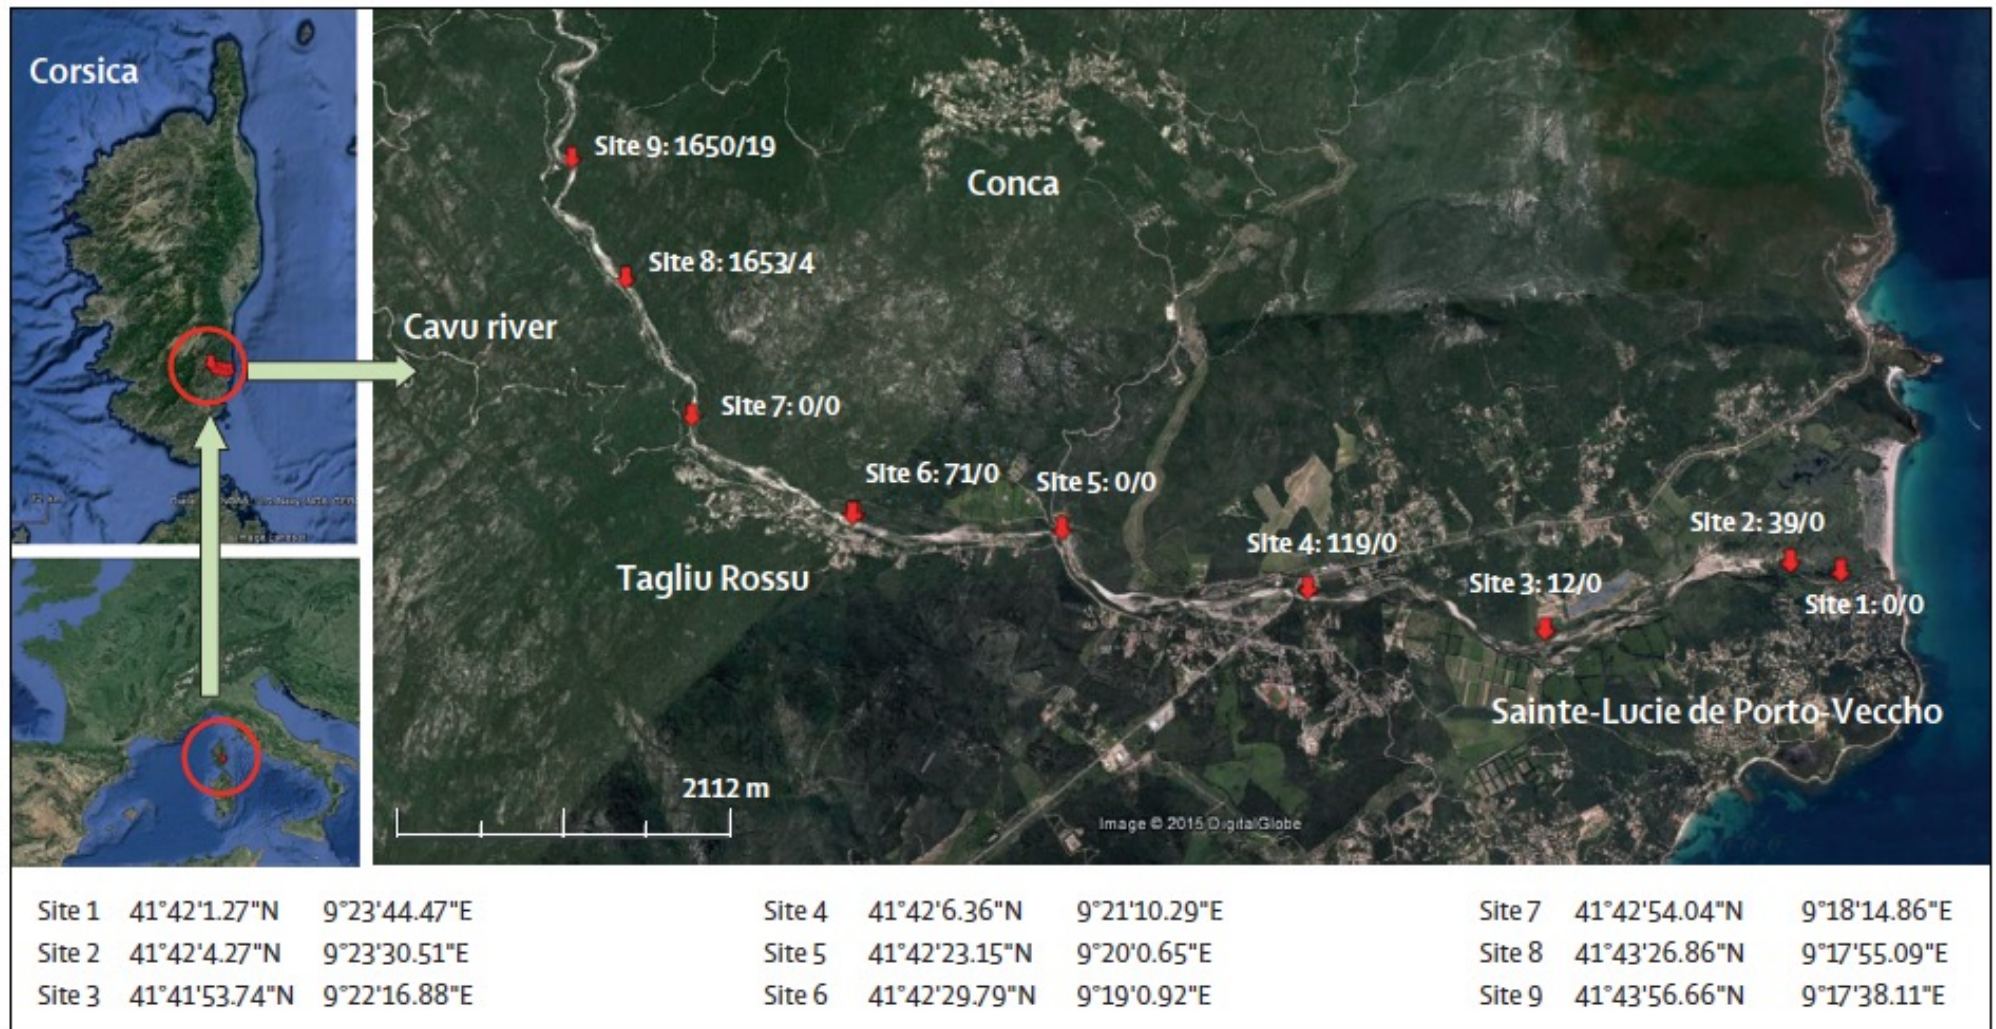 Corsica
Site 9: 1650/19
Conca
Site 8: 1653/4
Cavu river
Site 7: 0/0
Site 6: 71/0
Site 5: 0/0
Site 4: 119/0
Site 2: 39/0
Site 3: 12/0
Site 1: 0/0
Tagliu Rossu
Sainte-Lucie de Porto-Veccho
2112 m
Image © 2015 DigitalGlobe
Site 1 41°42'1.27"N 9°23'44.47"E
Site 2 41°42'4.27"N 9°23'30.51"E
Site 3 41°41'53.74"N 9°22'16.88"E
Site 4 41°42'6.36"N 9°21'10.29"E
Site 5 41°42'23.15"N 9°20'0.65"E
Site 6 41°42'29.79"N 9°19'0.92"E
Site 7 41°42'54.04"N 9°18'14.86"E
Site 8 41°43'26.86"N 9°17'55.09"E
Site 9 41°43'56.66"N 9°17'38.11"E